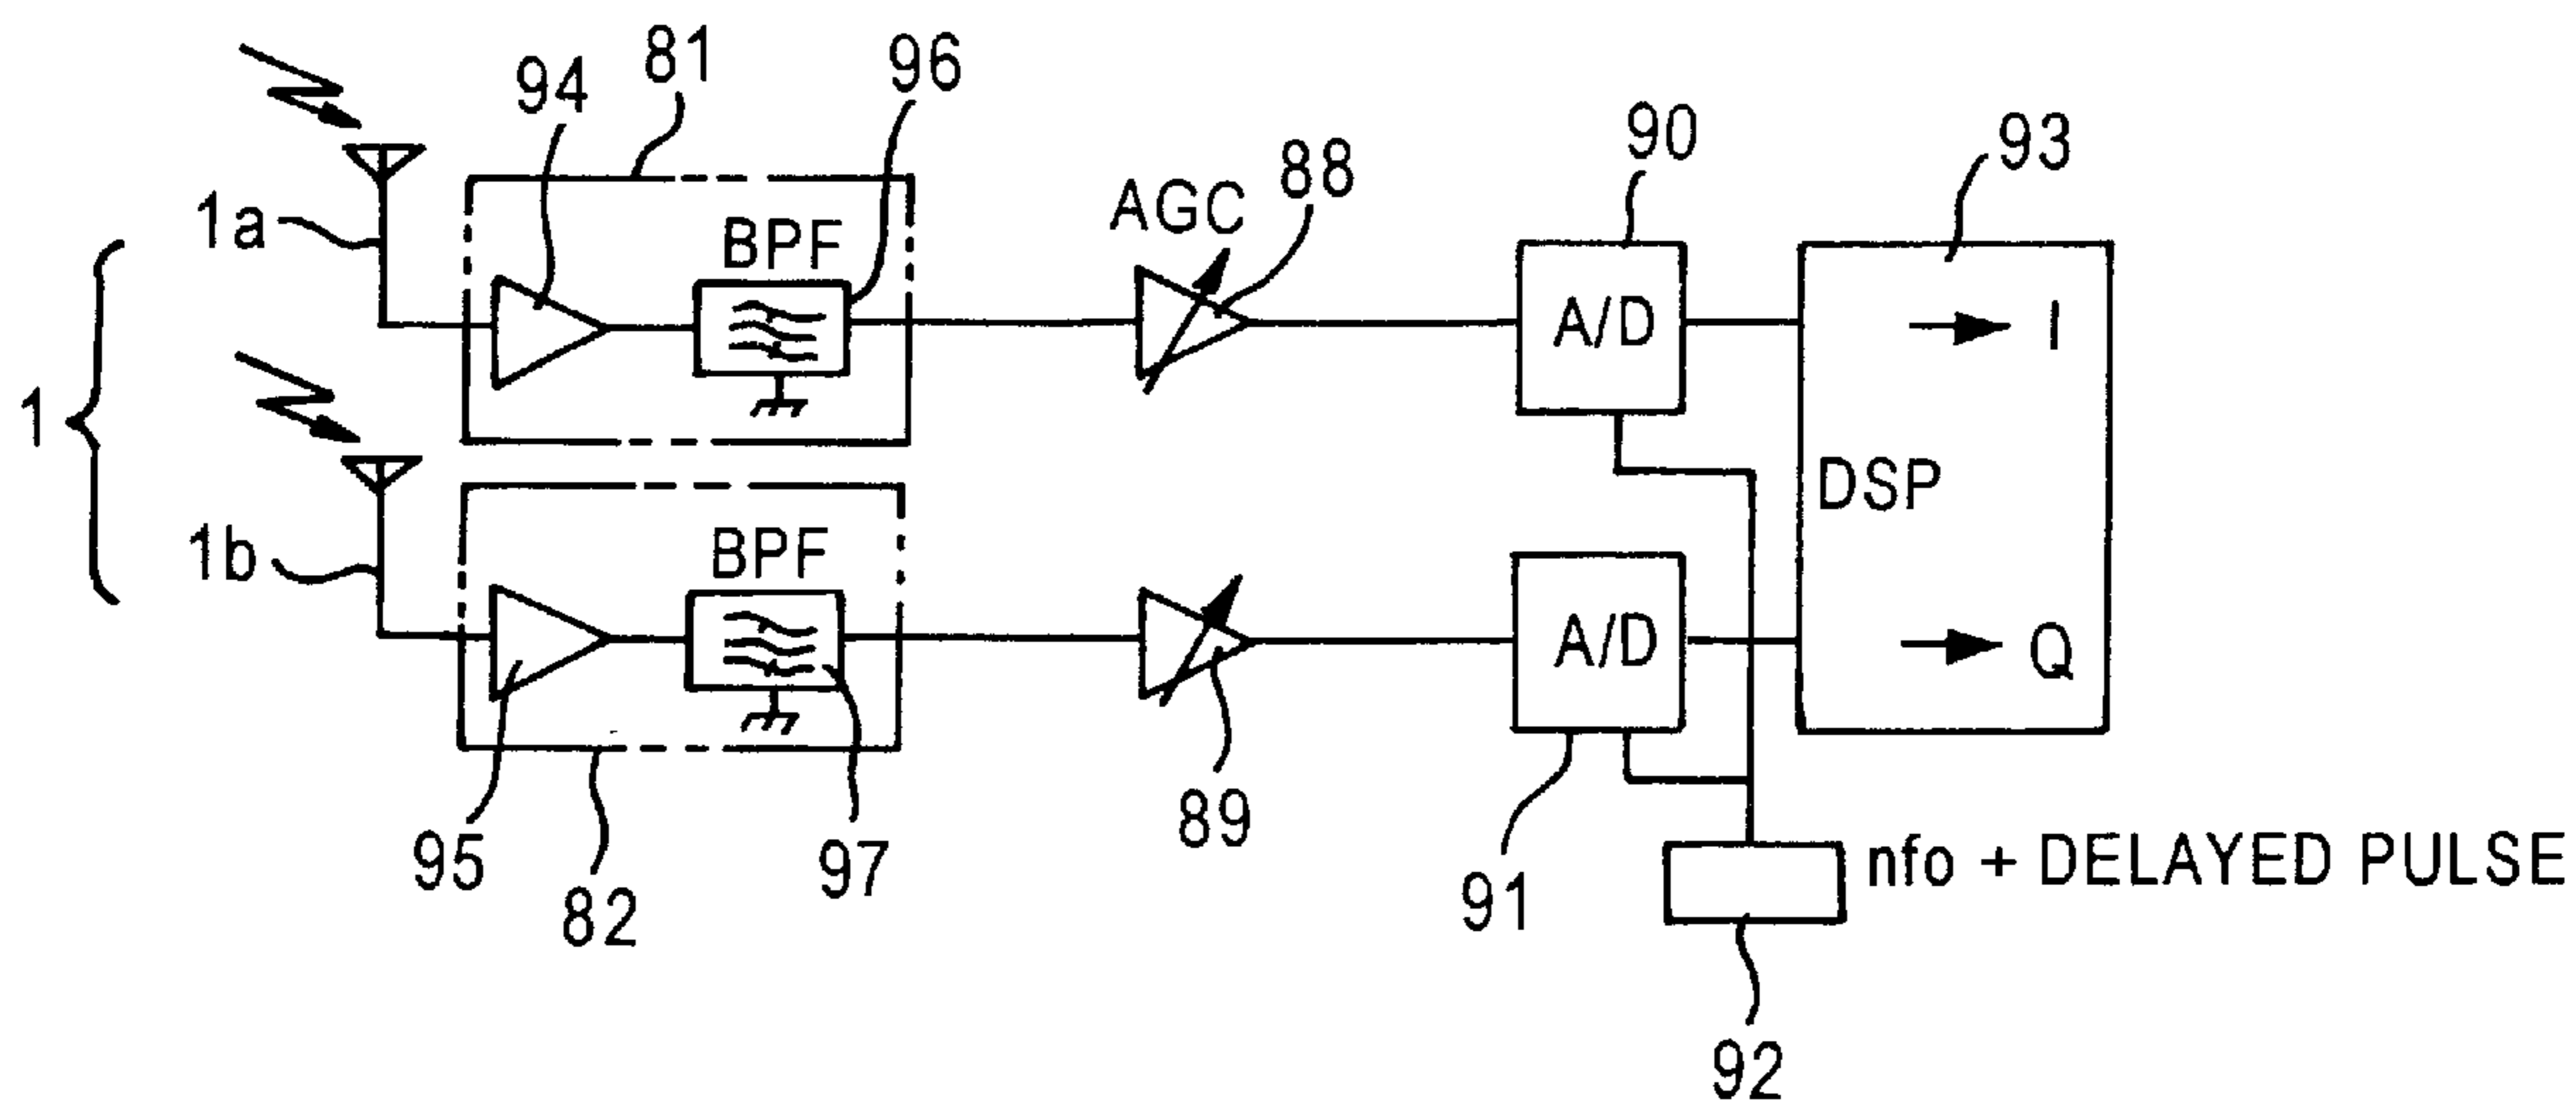 81
94
96
90
93
88
1a
AGC
BPF
A/D
I
1
DSP
1b
BPF
A/D
Q
95
97
89
82
91
nfo + DELAYED PULSE
92